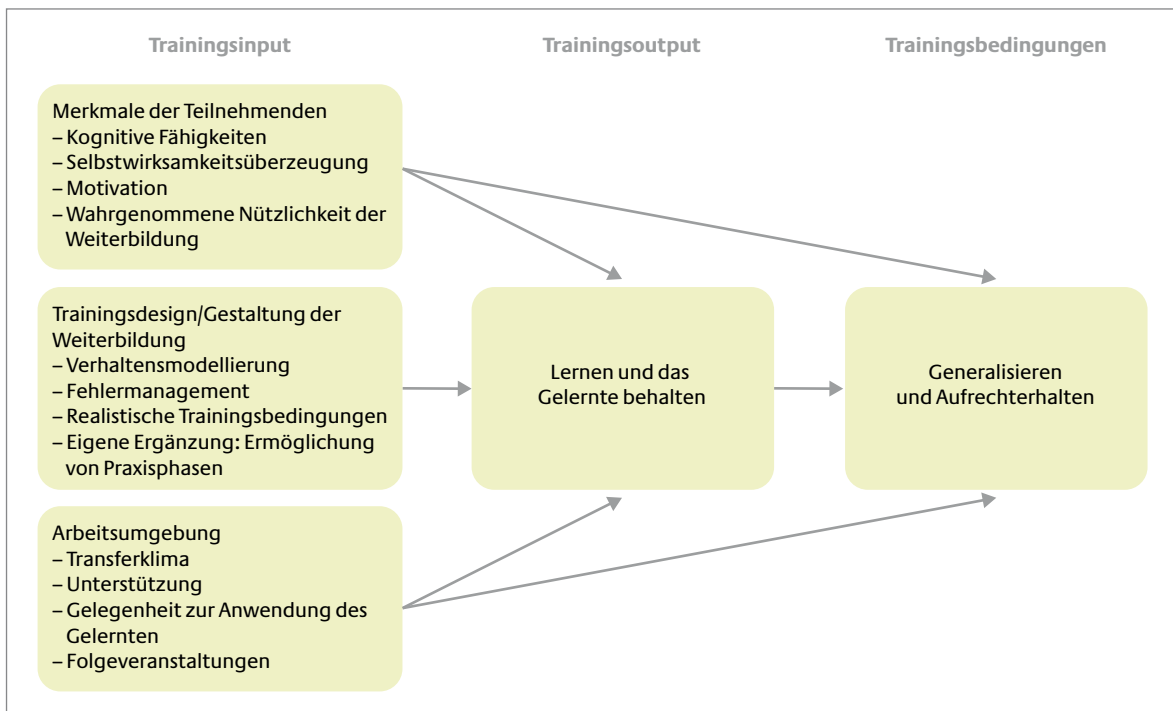 Trainingsinput
Trainingsoutput
Trainingsbedingungen
Merkmale der Teilnehmenden
– Kognitive Fähigkeiten
– Selbstwirksamkeitsüberzeugung
– Motivation
– Wahrgenommene Nützlichkeit der
Weiterbildung
Trainingsdesign/Gestaltung der
Weiterbildung
– Verhaltensmodellierung
– Fehlermanagement
– Realistische Trainingsbedingungen
– Eigene Ergänzung: Ermöglichung
von Praxisphasen
Lernen und das
Gelernte behalten
Generalisieren
und Aufrechterhalten
Arbeitsumgebung
– Transferklima
– Unterstützung
– Gelegenheit zur Anwendung des
Gelernten
– Folgeveranstaltungen